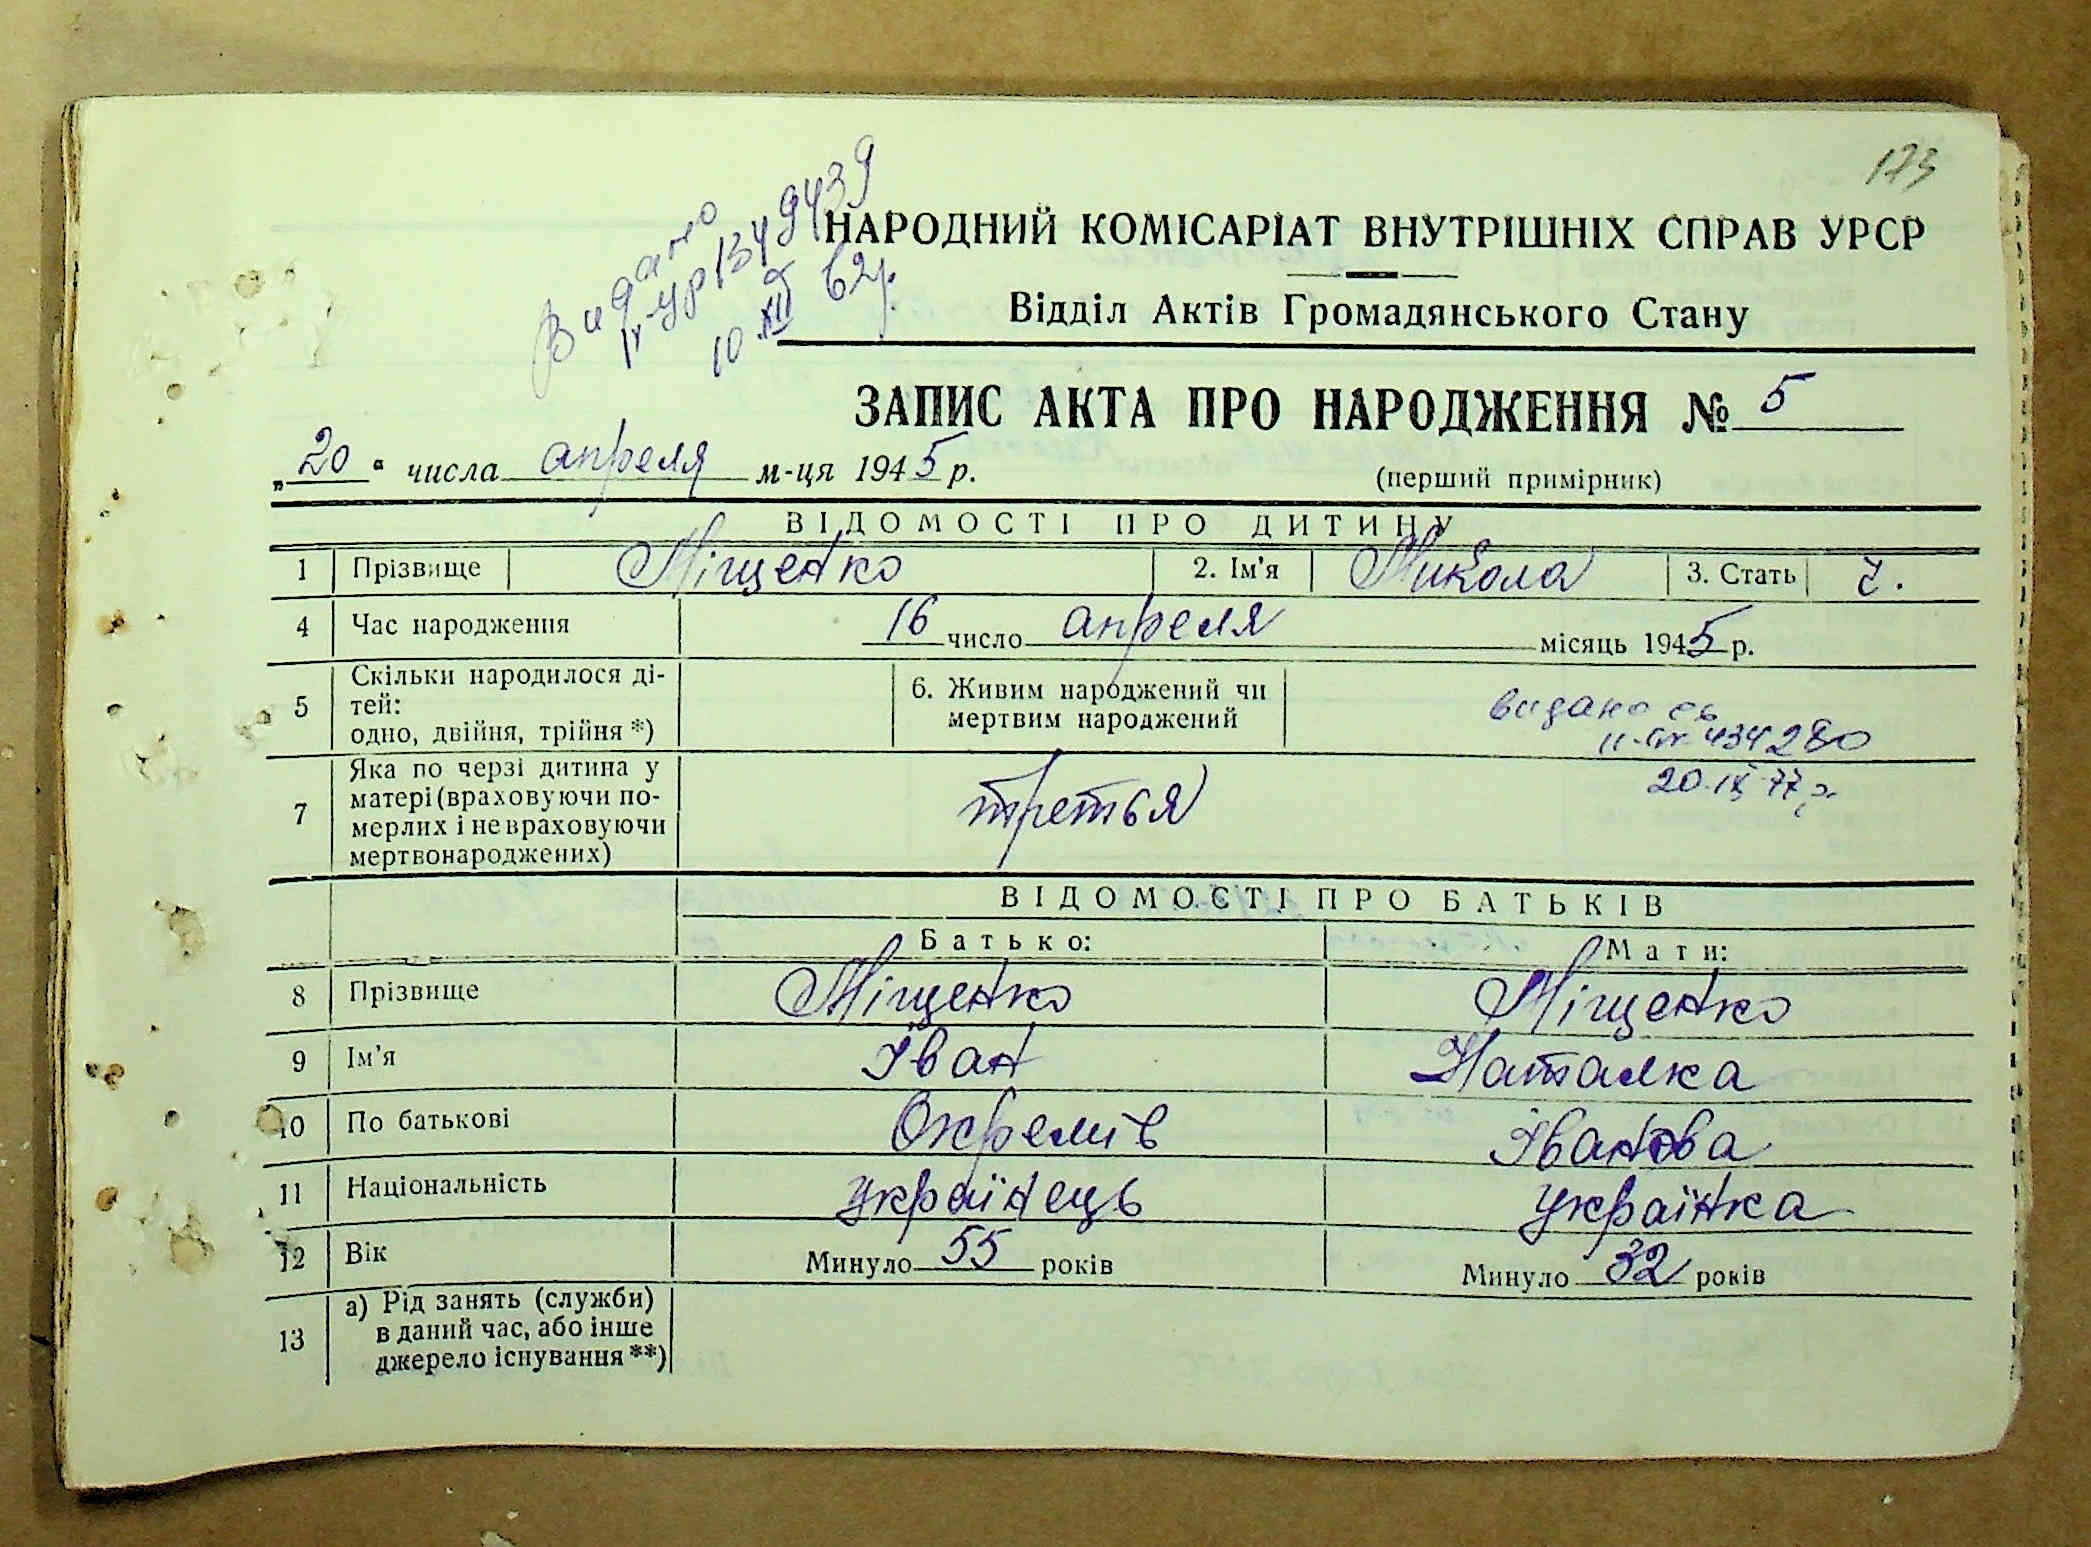 173
Видано
IV-УР 1349439
10 XII 62р.
НАРОДНИЙ КОМІСАРІАТ ВНУТРІШНІХ СПРАВ УРСР
Відділ Актів Громадянського Стану
ЗАПИС АКТА ПРО НАРОДЖЕННЯ № 5
„20“ числа апреля м-ця 1945 р. (перший примірник)
ВІДОМОСТІ ПРО ДИТИНУ
1 Прізвище Міщенко 2. Ім'я Микола 3. Стать ч.
4 Час народження 16 число апреля місяць 1945 р.
5 Скільки народилося ді-
тей:
одно, двійня, трійня *)
6. Живим народжений чи
мертвим народжений
видано св
434280
20.IX 77 р.
7 Яка по черзі дитина у
матері (враховуючи по-
мерлих і не враховуючи
мертвонароджених)
третья
ВІДОМОСТІ ПРО БАТЬКІВ
Батько: Мати:
8 Прізвище Міщенко Міщенко
9 Ім'я Іван Наталка
10 По батькові Охремів Іванова
11 Національність українець українка
12 Вік Минуло 55 років Минуло 32 років
13 а) Рід занять (служби)
в даний час, або інше
джерело існування **)